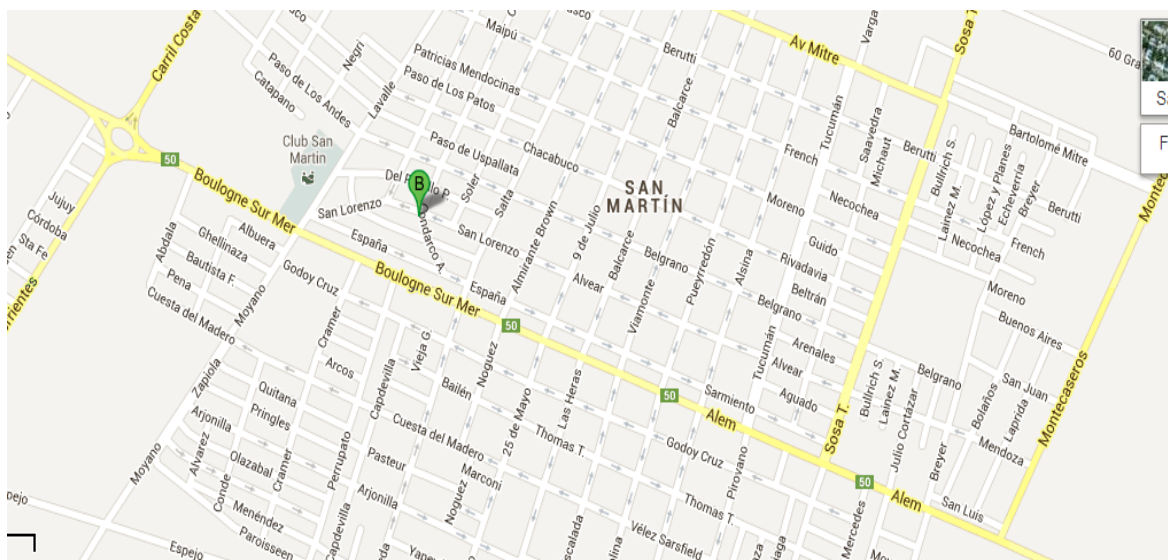 Carril Costa
Maipú
Negri
Paso de Los Andes
Catapano
Lavalle
Patricias Mendocinas
Paso de Los Patos
Berutti
Balcarce
Av Mitre
Varga
Sosa T.
60 Gra
Tucumán
Saavedra
Michaut
Berutti
Bartolomé Mitre
Montecaseros
Club San
Martin
50
Boulogne Sur Mer
Paso de Uspallata
Chacabuco
French
B
Soler
Salta
SAN
MARTÍN
Moreno
Necochea
Bullrich S.
Lainez M.
López y Planes
Echeverría
Breyer
Berutti
Necochea
French
Jujuy
Córdoba
Sta Fe
rrientes
Abdala
Albuera
Ghellinaza
Bautista F.
Pena
Cuesta del Madero
Moyano
San Lorenzo
España
Condarco A.
San Lorenzo
España
Almirante Brown
9 de Julio
Balcarce
Alvear
Belgrano
Viamonte
Pueyrredón
Alsina
Guido
Rivadavia
Beltrán
Belgrano
Arenales
Alvear
Aguado
Moreno
Buenos Aires
Boulogne Sur Mer
Godoy Cruz
Cramer
Vieja G.
50
Noguez
Capdevilla
Arcos
Zapiola
Quitana
Pringles
Arjonilla
Bailén
25 de Mayo
Las Heras
50
Alem
Sarmiento
Tucumán
Sosa T.
Bullrich S.
Lainez M.
Julio Cortázar
Belgrano
Breyer
Bolaños
San Juan
Laprida
Mendoza
Montecaseros
Cuesta del Madero
Thomas T.
Godoy Cruz
Moyano
Alvarez
Conde
Olazabal
Cramer
Perrupato
Pasteur
Arjonilla
Marconi
Noguez
Pirovano
Thomas T.
Mercedes
50
Alem
San Luis
Menéndez
Paroissen
Capdevilla
Vélez Sarsfield
Espejo